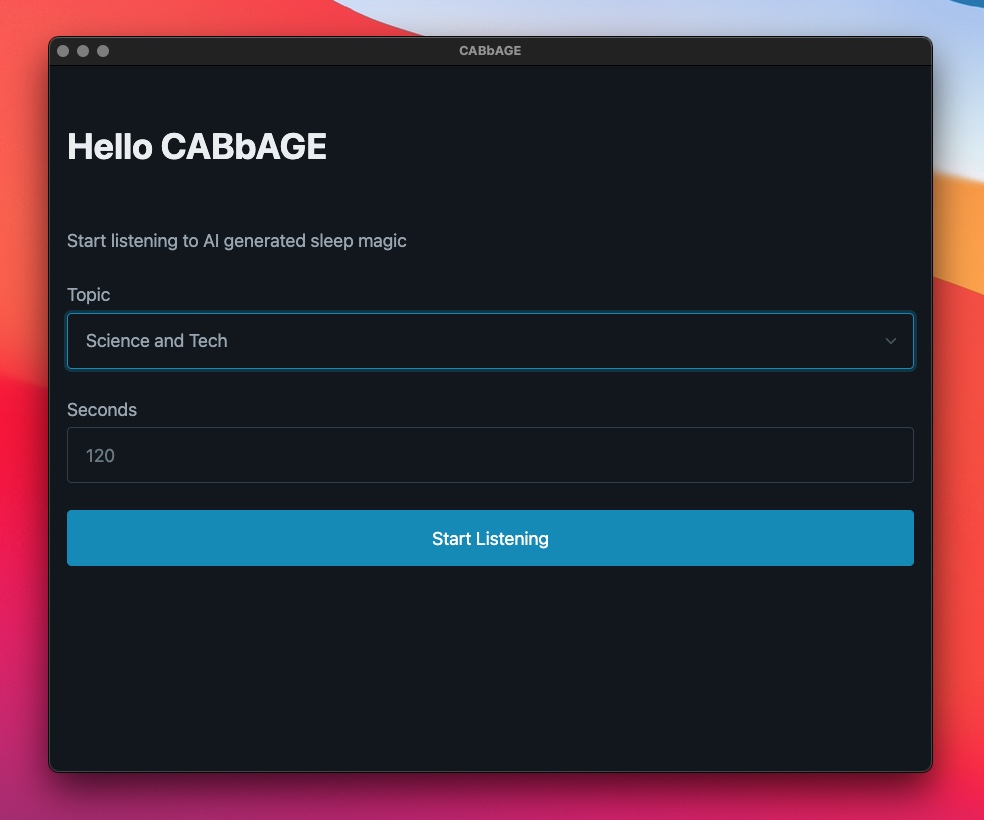 CABbAGE
Hello CABbAGE
Start listening to AI generated sleep magic
Topic
Science and Tech
Seconds
120
Start Listening